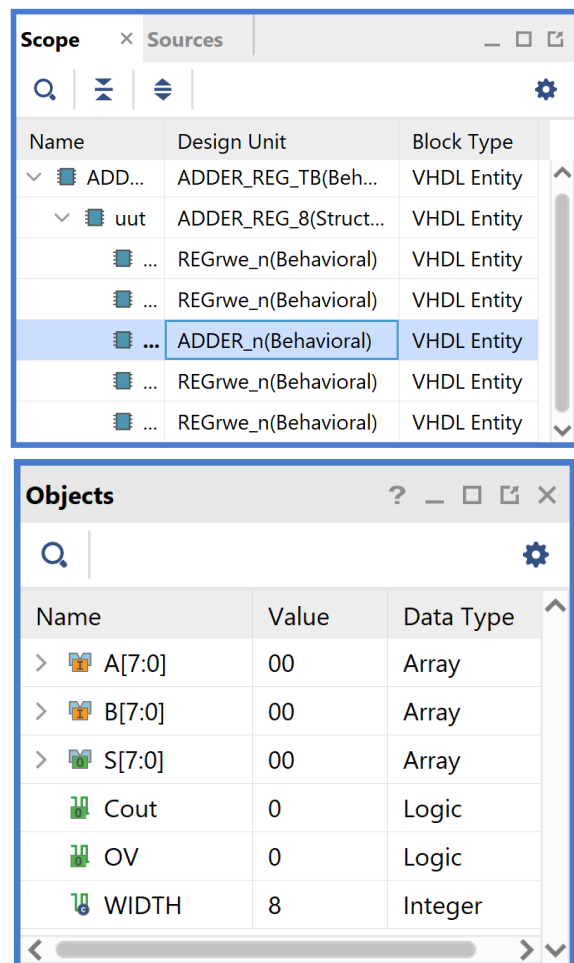 Scope × Sources
Name Design Unit Block Type
ADD... ADDER_REG_TB(Beh... VHDL Entity
uut ADDER_REG_8(Struct... VHDL Entity
... REGrwe_n(Behavioral) VHDL Entity
... REGrwe_n(Behavioral) VHDL Entity
... ADDER_n(Behavioral) VHDL Entity
... REGrwe_n(Behavioral) VHDL Entity
... REGrwe_n(Behavioral) VHDL Entity
Objects ?
Name Value Data Type
A[7:0] 00 Array
B[7:0] 00 Array
S[7:0] 00 Array
Cout 0 Logic
OV 0 Logic
WIDTH 8 Integer